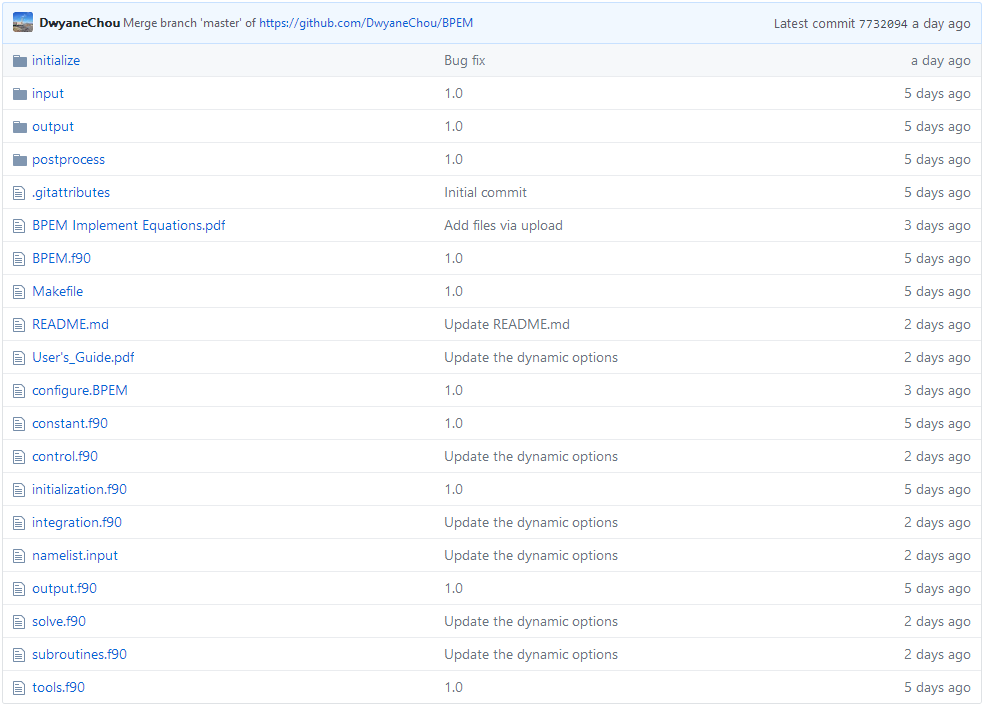 DwyaneChou Merge branch 'master' of https://github.com/DwyaneChou/BPEM Latest commit 7732094 a day ago
initialize Bug fix a day ago
input 1.0 5 days ago
output 1.0 5 days ago
postprocess 1.0 5 days ago
.gitattributes Initial commit 5 days ago
BPEM Implement Equations.pdf Add files via upload 3 days ago
BPEM.f90 1.0 5 days ago
Makefile 1.0 5 days ago
README.md Update README.md 2 days ago
User's_Guide.pdf Update the dynamic options 2 days ago
configure.BPEM 1.0 3 days ago
constant.f90 1.0 5 days ago
control.f90 Update the dynamic options 2 days ago
initialization.f90 1.0 5 days ago
integration.f90 Update the dynamic options 2 days ago
namelist.input Update the dynamic options 2 days ago
output.f90 1.0 5 days ago
solve.f90 Update the dynamic options 2 days ago
subroutines.f90 Update the dynamic options 2 days ago
tools.f90 1.0 5 days ago